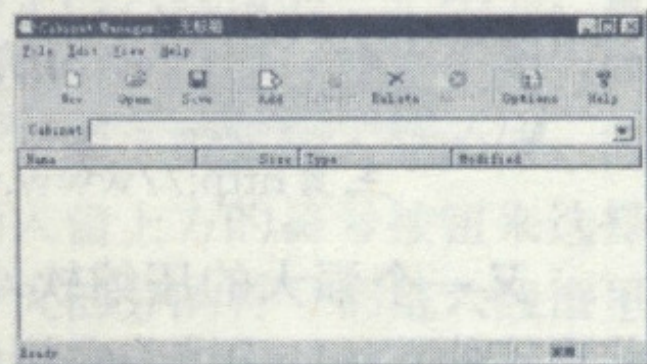 Cabinet Manager - 无标题
File Edit View Help
New Open Save Add Extract Delete Options Help
Cabinet
Name Size Type Modified
Ready